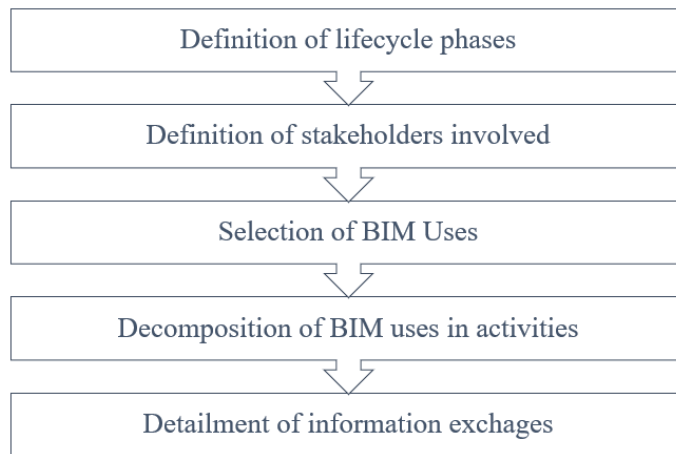 Definition of lifecycle phases
Definition of stakeholders involved
Selection of BIM Uses
Decomposition of BIM uses in activities
Detailment of information exchages